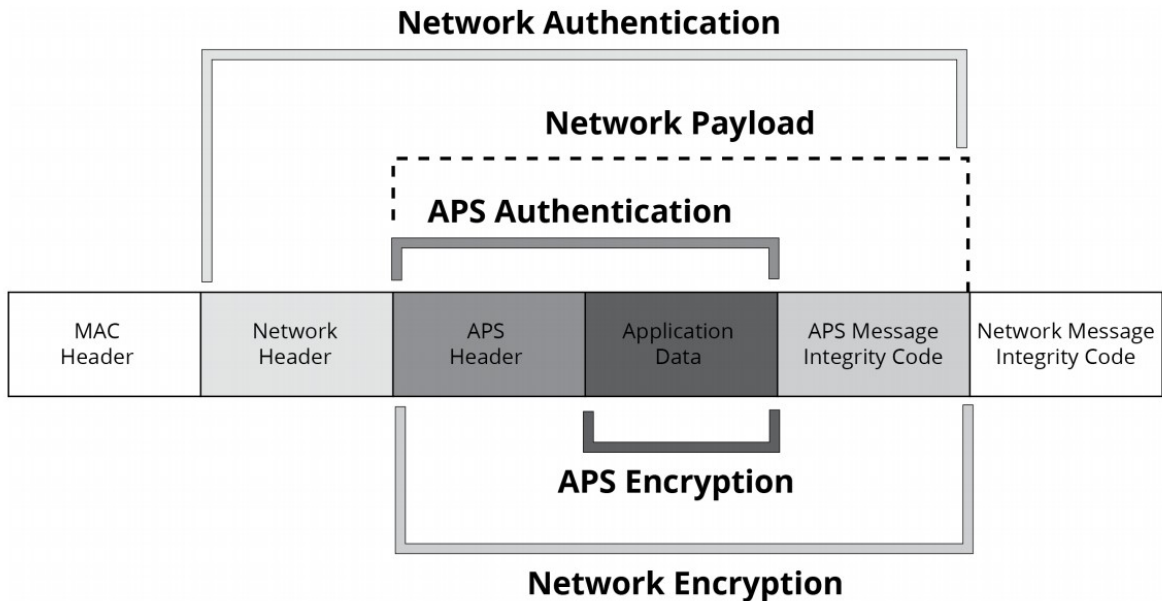 Network Authentication
Network Payload
APS Authentication
MAC
Header
Network
Header
APS
Header
Application
Data
APS Message
Integrity Code
Network Message
Integrity Code
APS Encryption
Network Encryption